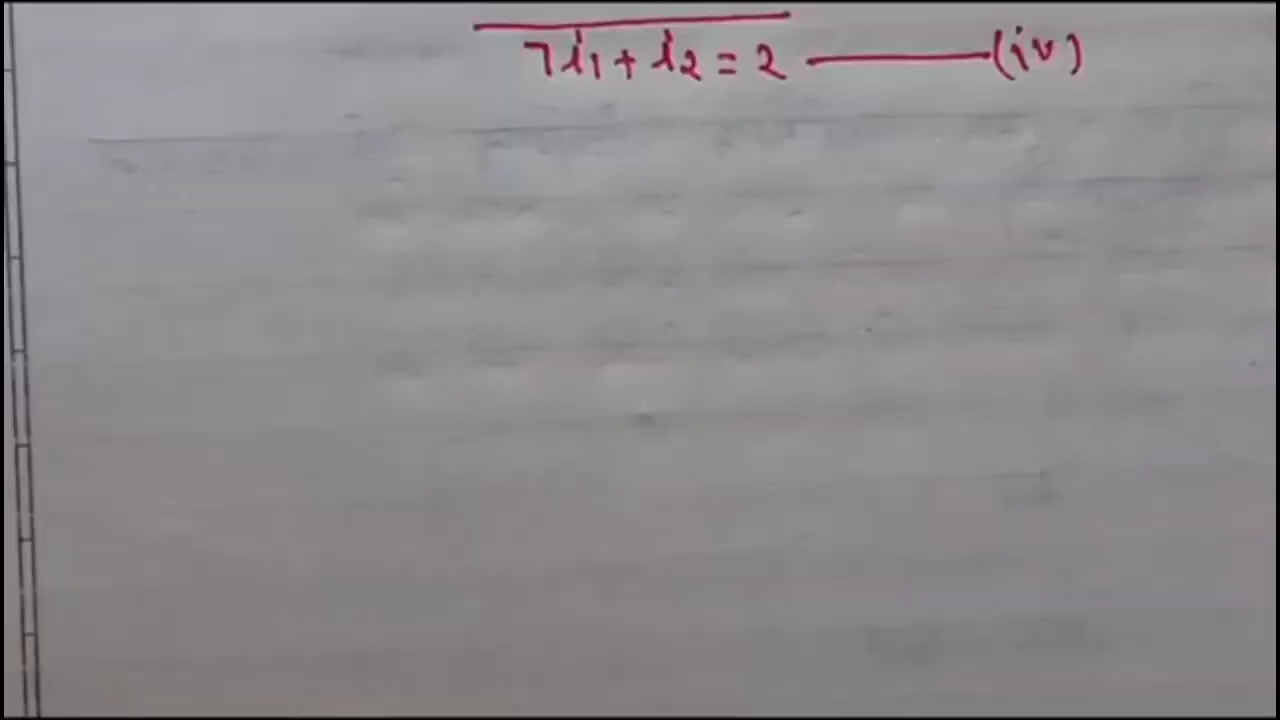 7i₁ + i₂ = 2 ———(iv)